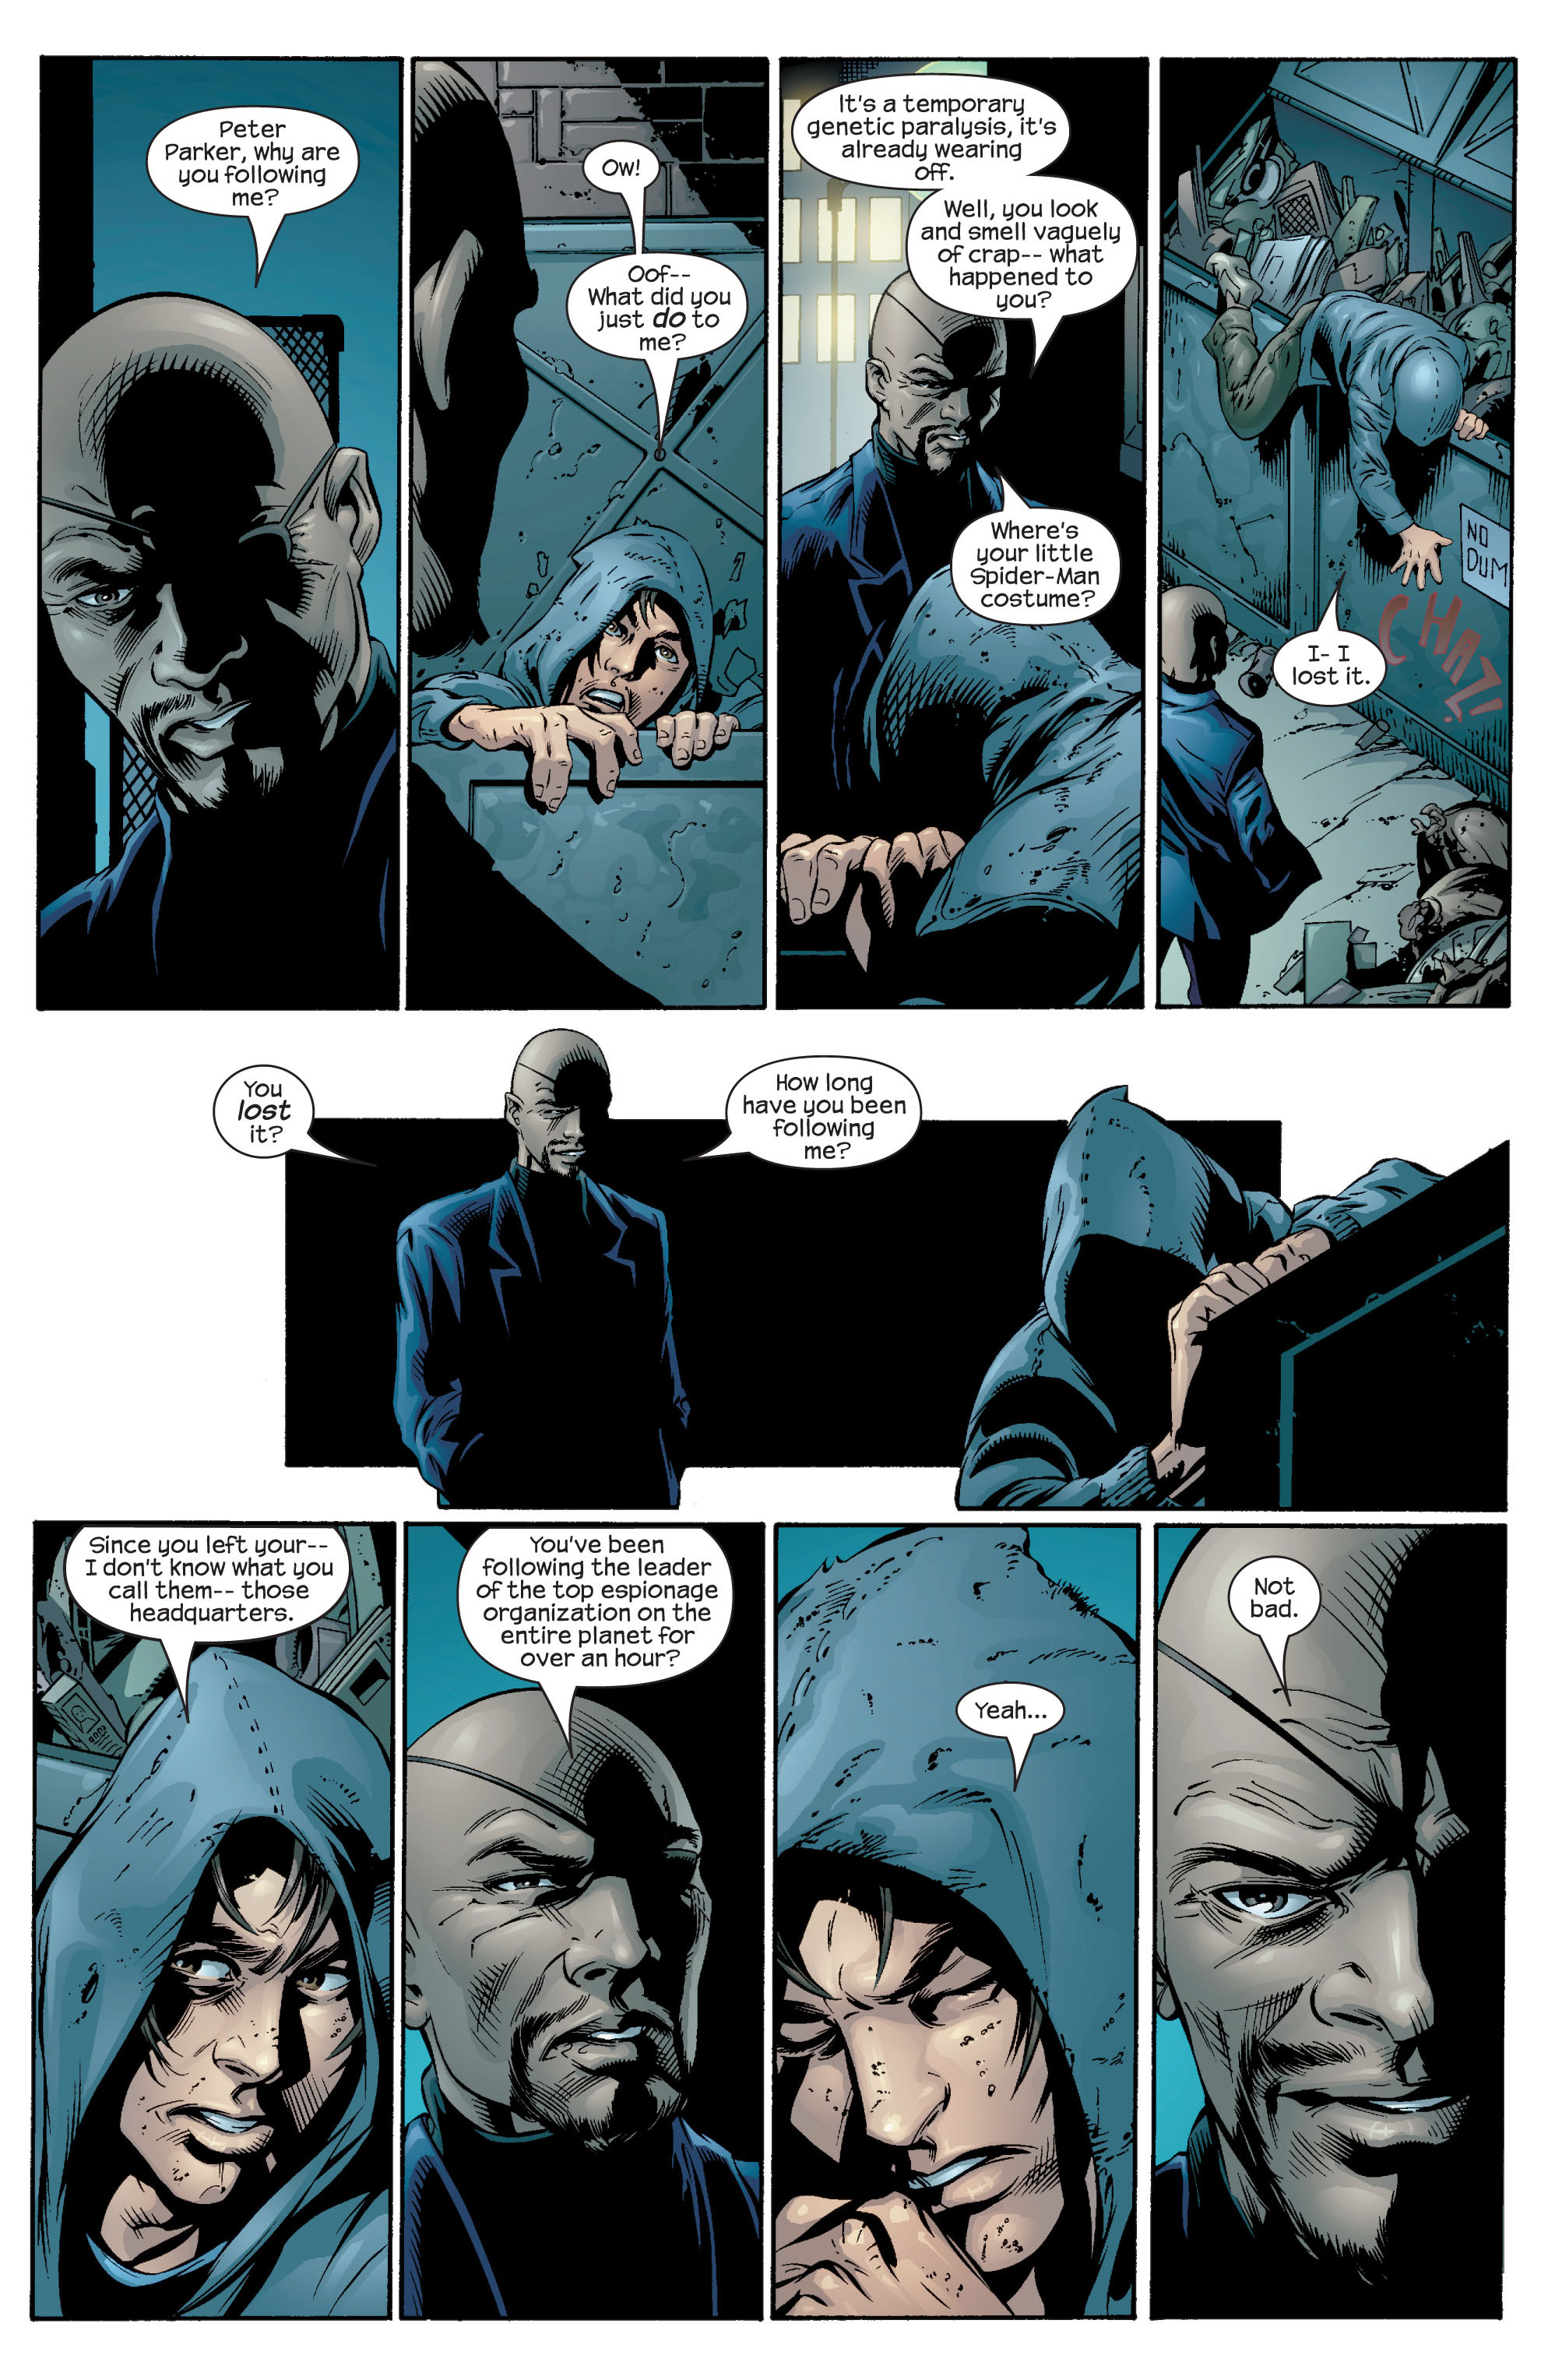 Peter
Parker, why are
you following
me?
Ow!
Oof--
What did you
just do to
me?
It's a temporary
genetic paralysis, it's
already wearing
off.
Well, you look
and smell vaguely
of crap-- what
happened to
you?
Where's
your little
Spider-Man
costume?
NO
DUM
CHAZ!
I- I
lost it.
You
lost
it?
How long
have you been
following
me?
Since you left your--
I don't know what you
call them-- those
headquarters.
You've been
following the leader
of the top espionage
organization on the
entire planet for
over an hour?
Yeah...
Not
bad.